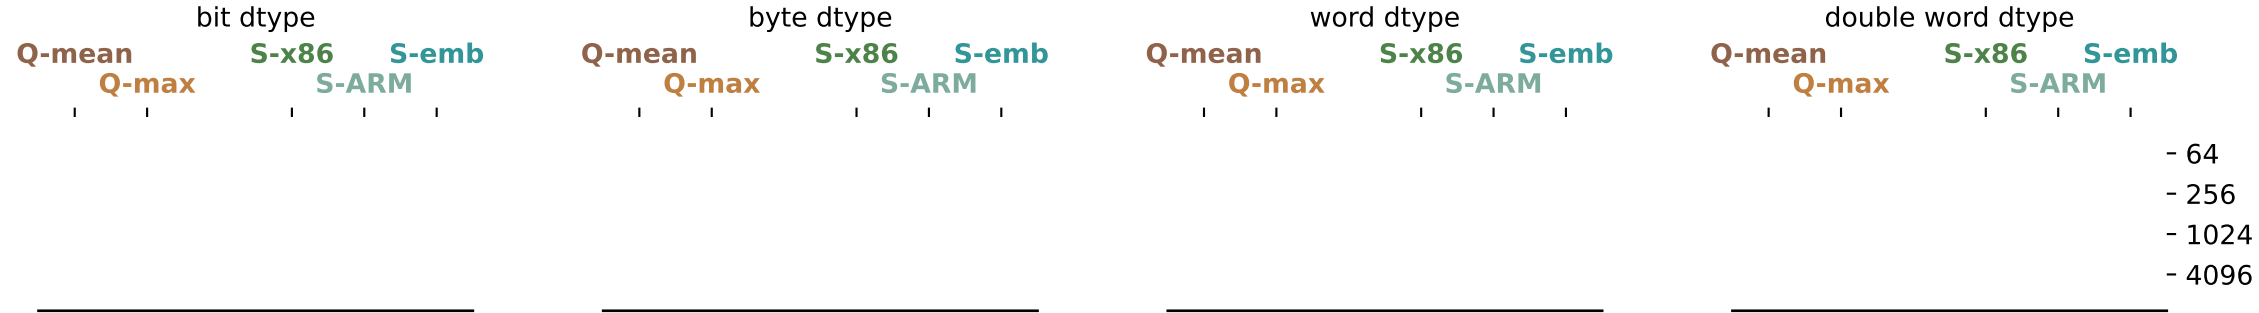 bit dtype
Q-mean S-x86 S-emb
Q-max S-ARM
byte dtype
Q-mean S-x86 S-emb
Q-max S-ARM
word dtype
Q-mean S-x86 S-emb
Q-max S-ARM
double word dtype
Q-mean S-x86 S-emb
Q-max S-ARM
64
256
1024
4096